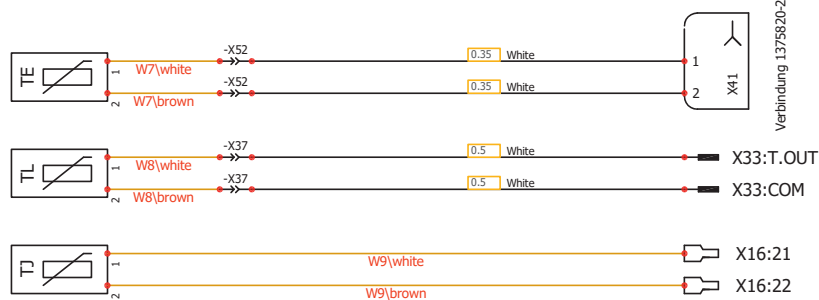 TE
1
2
W7\white
W7\brown
-X52
-X52
0.35 White
0.35 White
1
2
X41
Verbindung 1375820-2
TL
1
2
W8\white
W8\brown
-X37
-X37
0.5 White
0.5 White
X33:T.OUT
X33:COM
TJ
1
2
W9\white
W9\brown
X16:21
X16:22